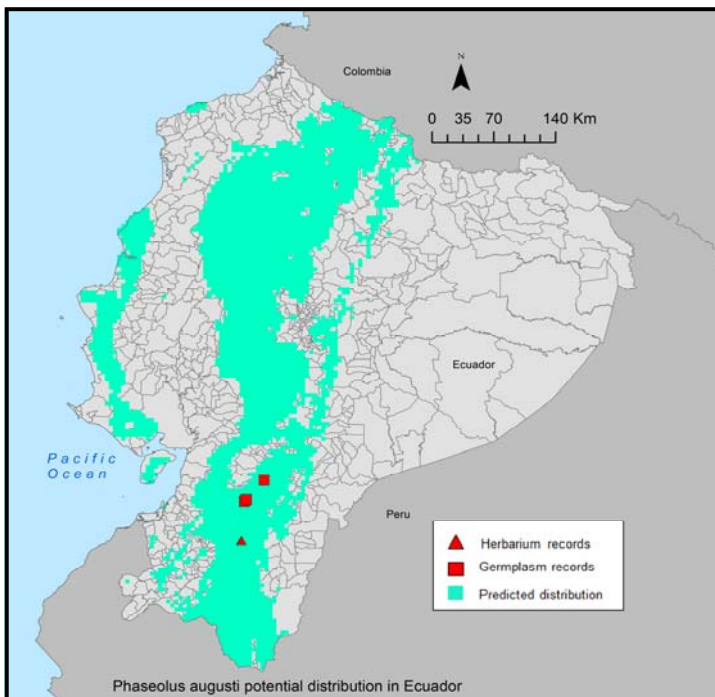 Colombia
N
0 35 70 140 Km
Ecuador
Pacific
Ocean
Peru
Herbarium records
Germplasm records
Predicted distribution
Phaseolus augusti potential distribution in Ecuador